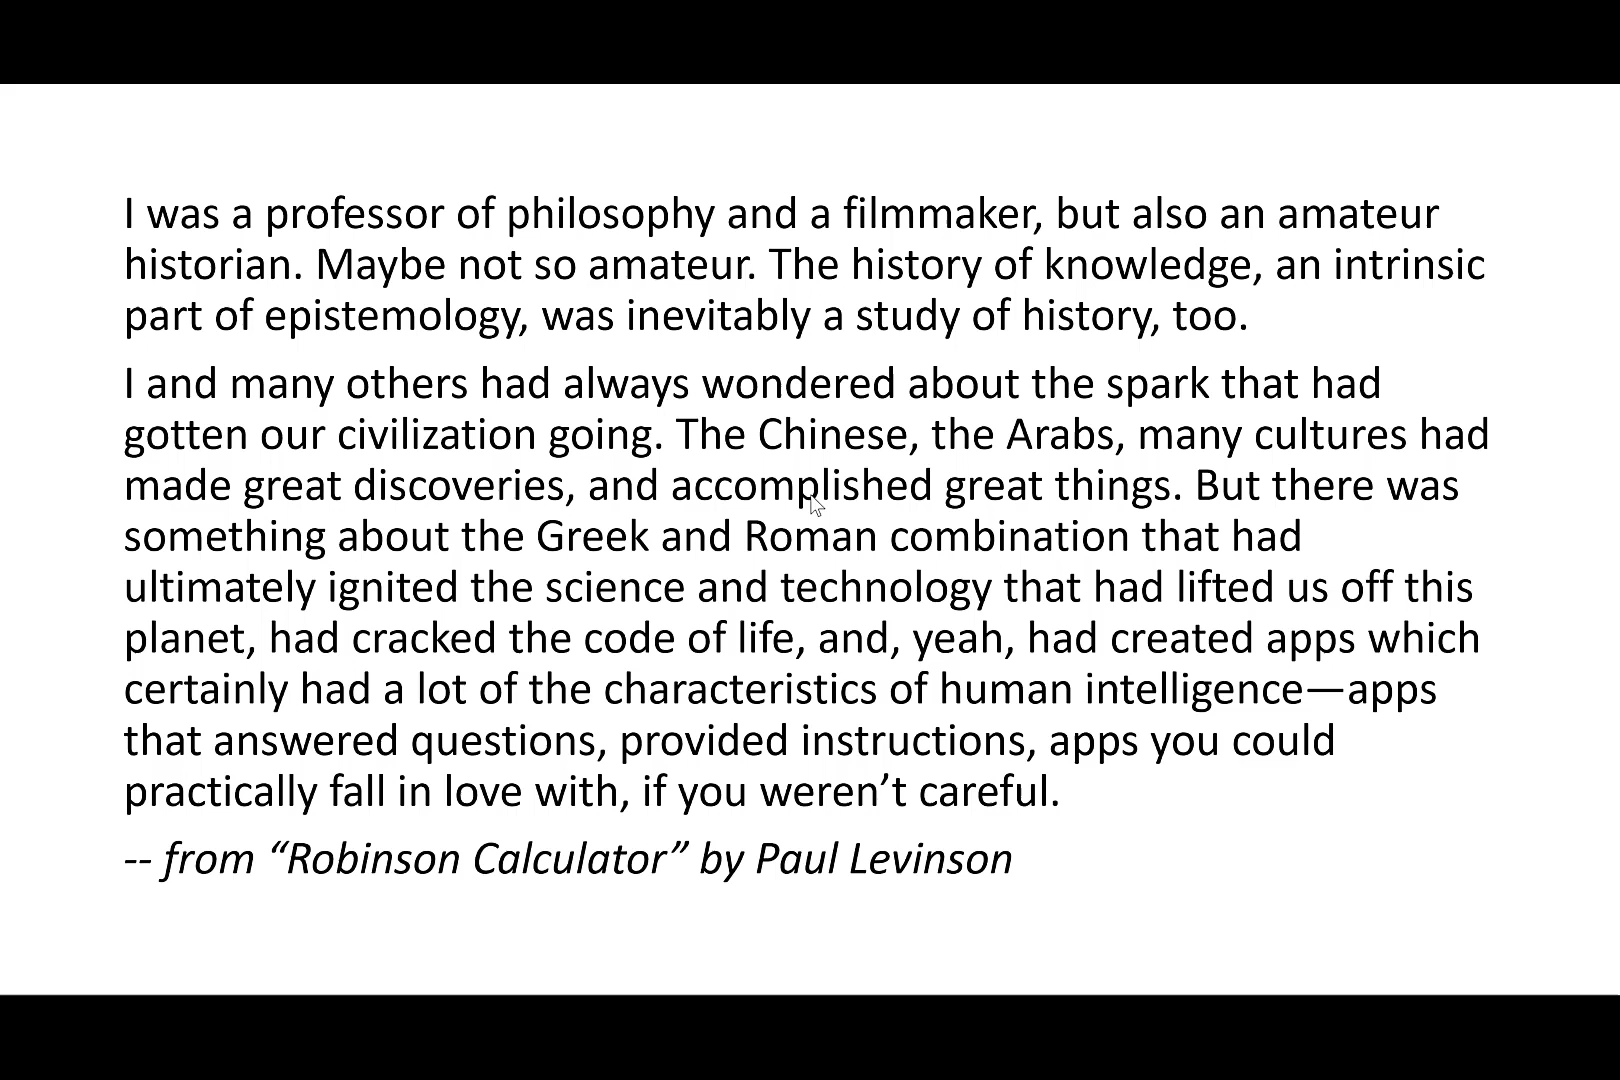 I was a professor of philosophy and a filmmaker, but also an amateur
historian. Maybe not so amateur. The history of knowledge, an intrinsic
part of epistemology, was inevitably a study of history, too.
I and many others had always wondered about the spark that had
gotten our civilization going. The Chinese, the Arabs, many cultures had
made great discoveries, and accomplished great things. But there was
something about the Greek and Roman combination that had
ultimately ignited the science and technology that had lifted us off this
planet, had cracked the code of life, and, yeah, had created apps which
certainly had a lot of the characteristics of human intelligence—apps
that answered questions, provided instructions, apps you could
practically fall in love with, if you weren’t careful.
-- from “Robinson Calculator” by Paul Levinson